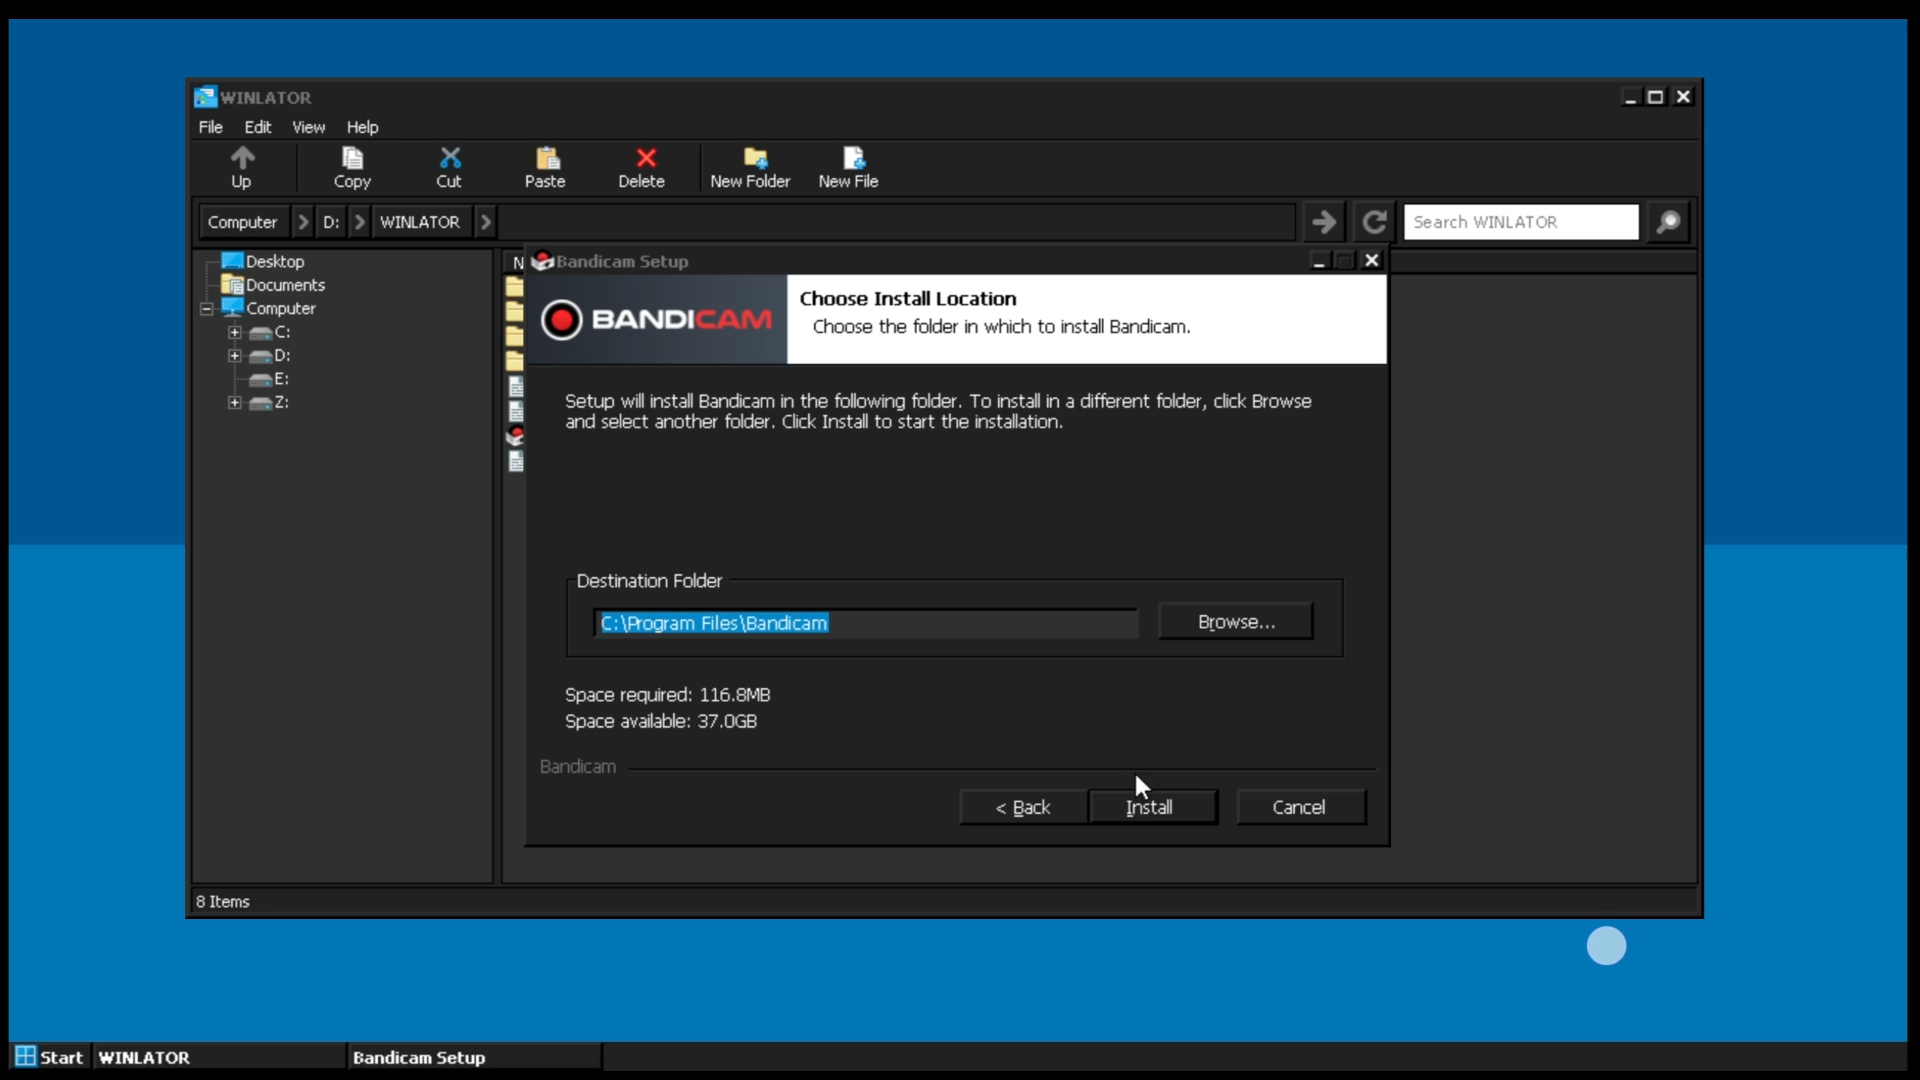 WINLATOR
File Edit View Help
Up Copy Cut Paste Delete New Folder New File
Computer D: WINLATOR Search WINLATOR
Desktop
Documents
Computer
C:
D:
E:
Z:
N
Bandicam Setup
BANDICAM
Choose Install Location
Choose the folder in which to install Bandicam.
Setup will install Bandicam in the following folder. To install in a different folder, click Browse
and select another folder. Click Install to start the installation.
Destination Folder
C:\Program Files\Bandicam Browse...
Space required: 116.8MB
Space available: 37.0GB
Bandicam
< Back Install Cancel
8 Items
Start WINLATOR Bandicam Setup